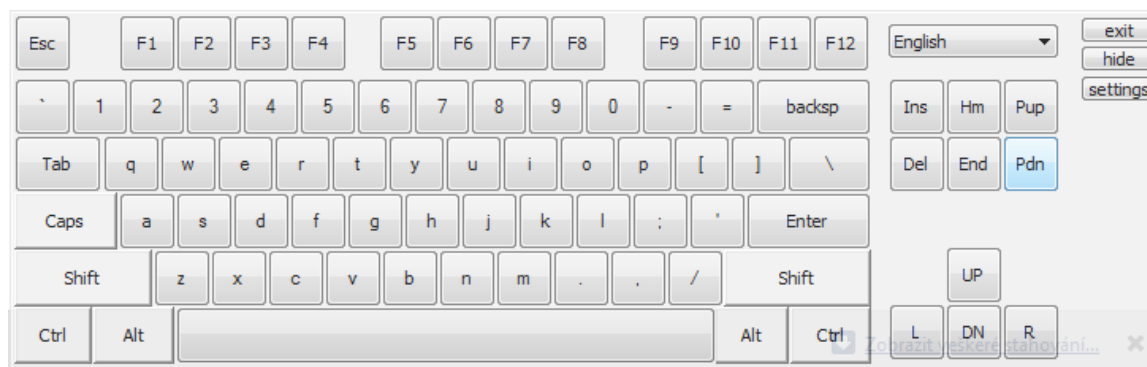 Esc F1 F2 F3 F4 F5 F6 F7 F8 F9 F10 F11 F12 English exit
hide
` 1 2 3 4 5 6 7 8 9 0 - = backsp Ins Hm Pup settings
Tab q w e r t y u i o p [ ] \ Del End Pdn
Caps a s d f g h j k l ; ' Enter
Shift z x c v b n m . , / Shift UP
Ctrl Alt Alt Ctrl L DN R
Zobrazit veškeré stahování...